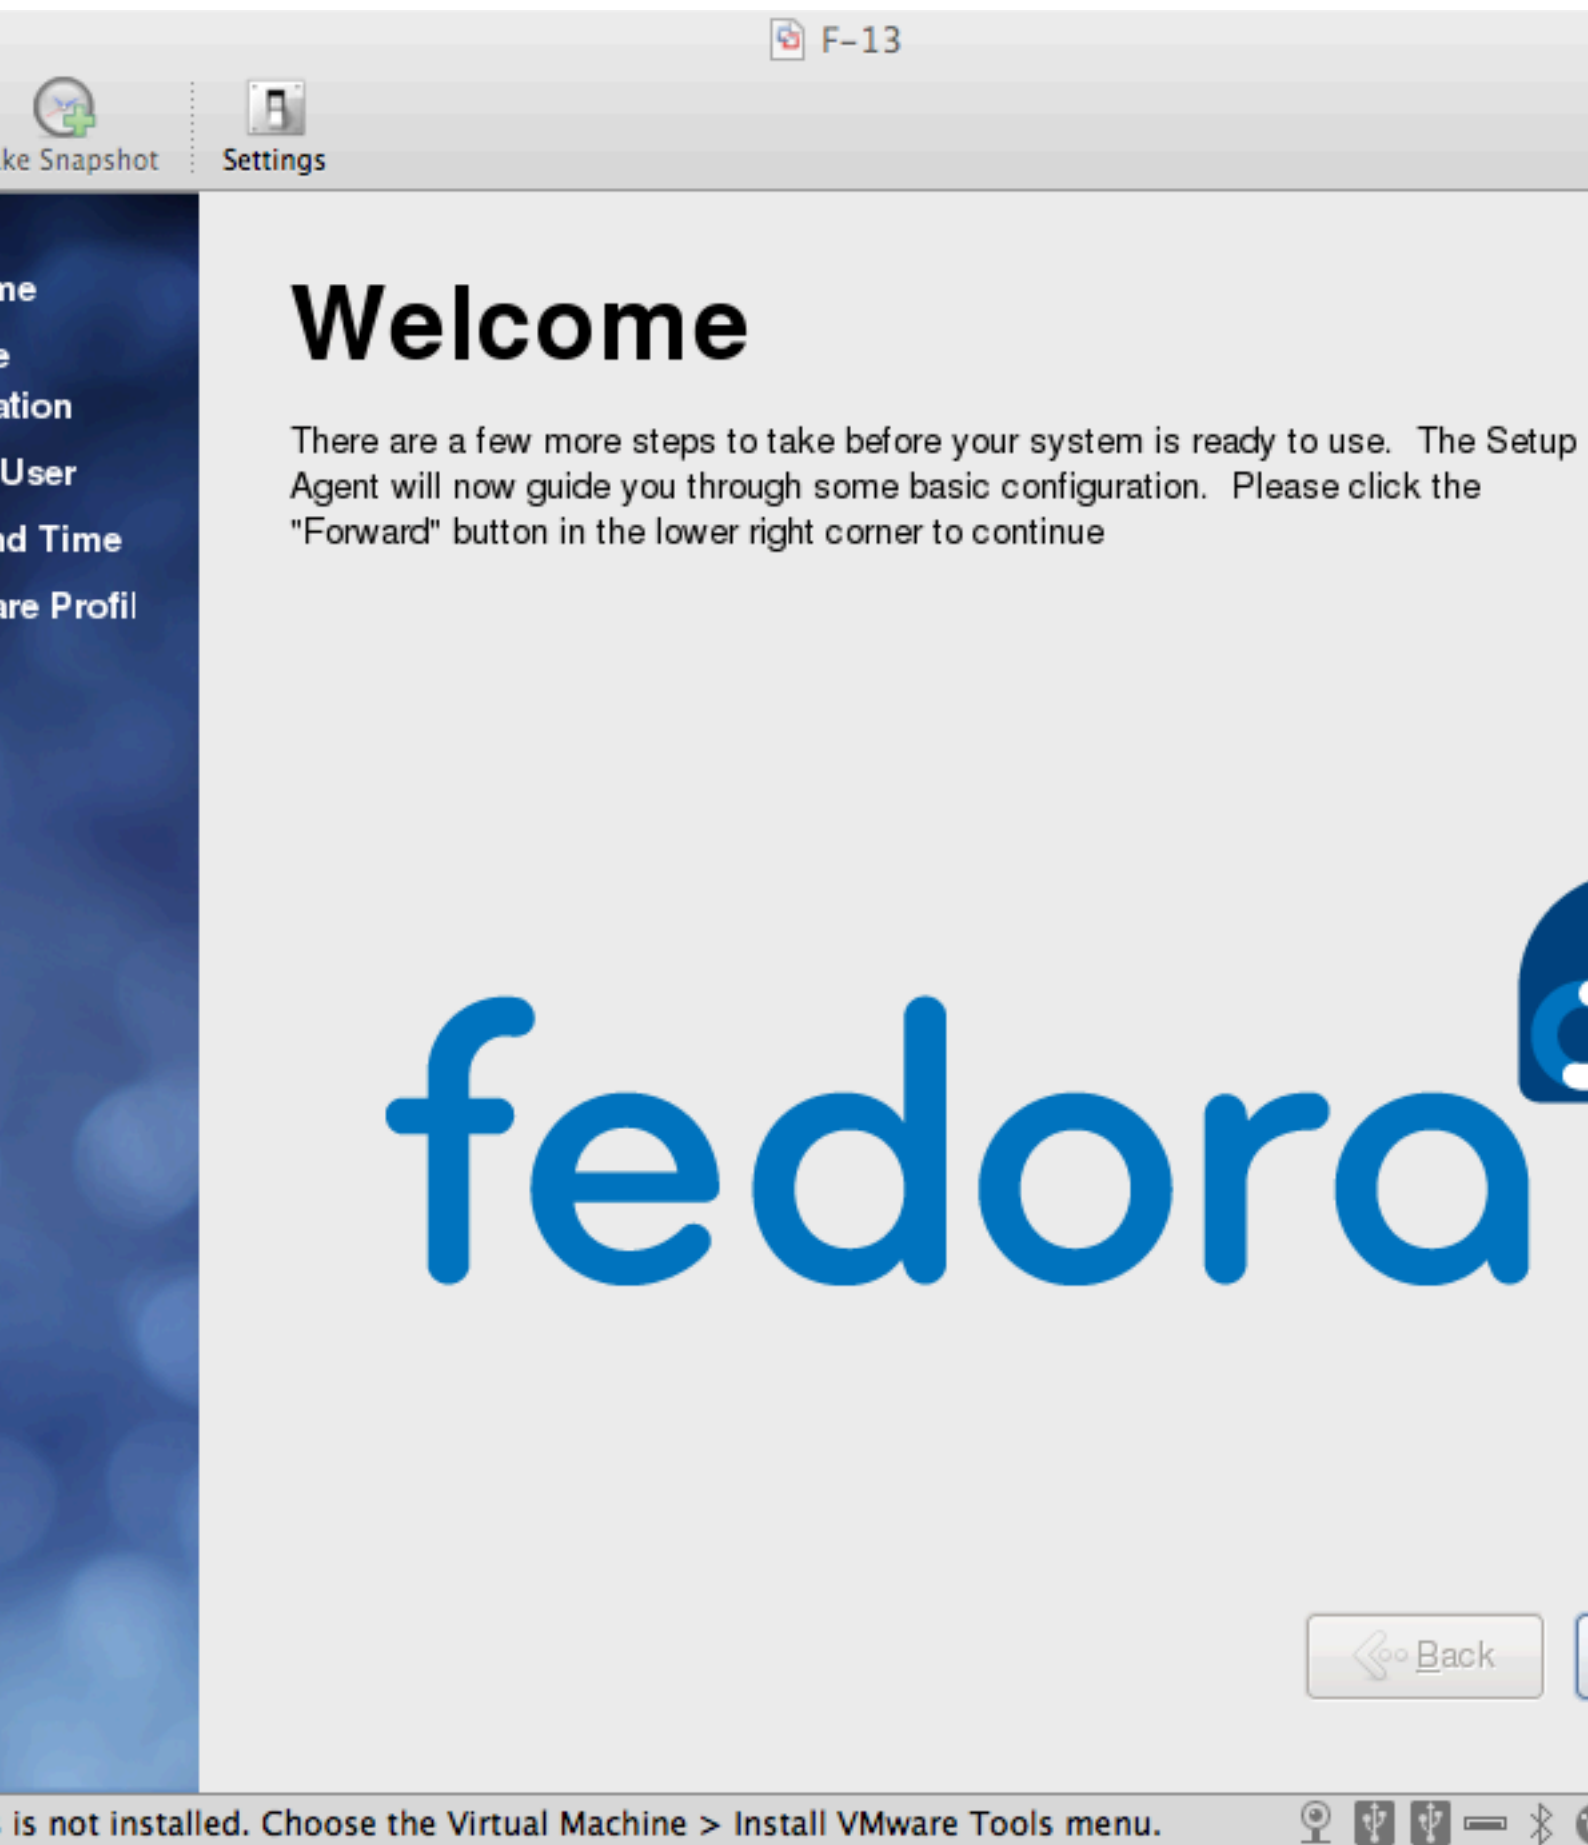 F-13
ke Snapshot
Settings
me
e
ation
User
nd Time
are Profil
Welcome
There are a few more steps to take before your system is ready to use.  The Setup
Agent will now guide you through some basic configuration.  Please click the
"Forward" button in the lower right corner to continue
fedora
Back
s is not installed. Choose the Virtual Machine > Install VMware Tools menu.